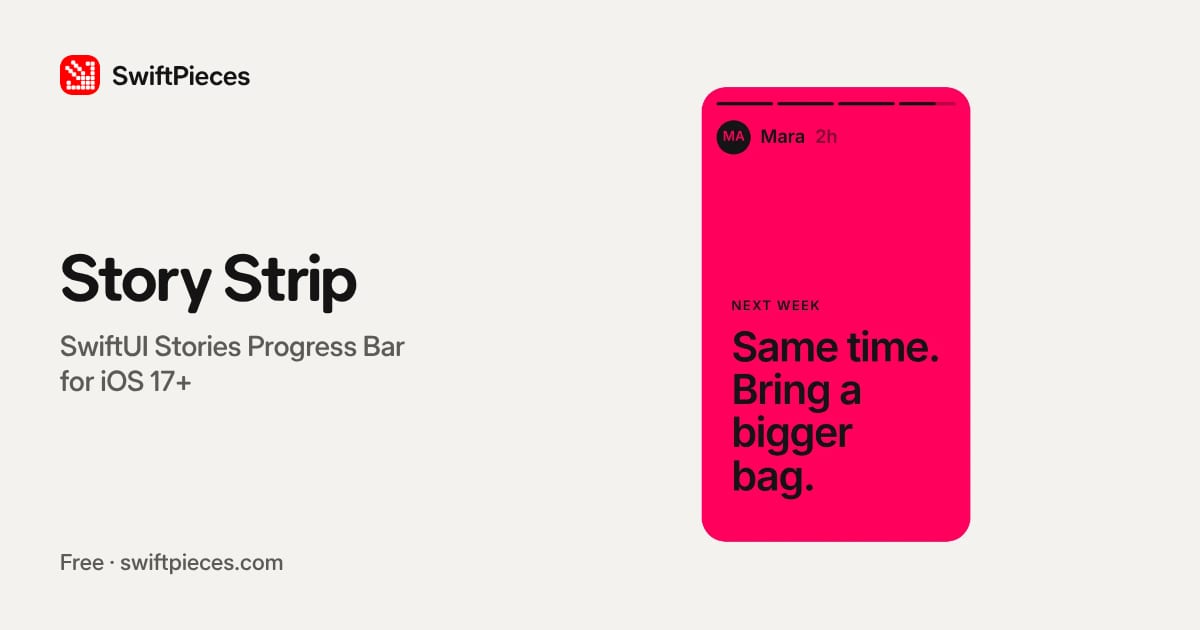 SwiftPieces
Story Strip
SwiftUI Stories Progress Bar
for iOS 17+
Free · swiftpieces.com
MA
Mara 2h
NEXT WEEK
Same time.
Bring a
bigger
bag.